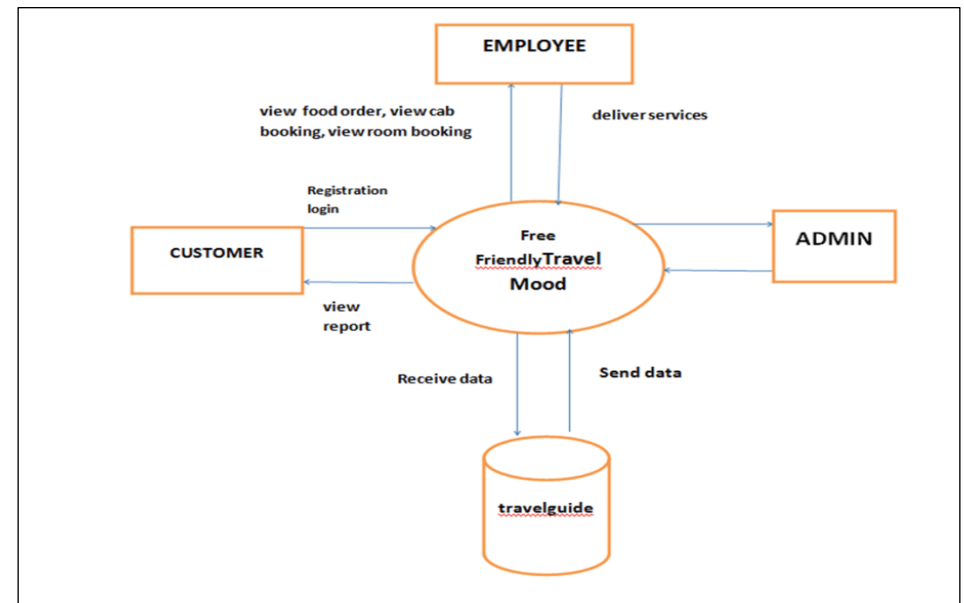 EMPLOYEE
view food order, view cab
booking, view room booking
deliver services
Registration
login
CUSTOMER
Free
FriendlyTravel
Mood
ADMIN
view
report
Receive data
Send data
travelguide